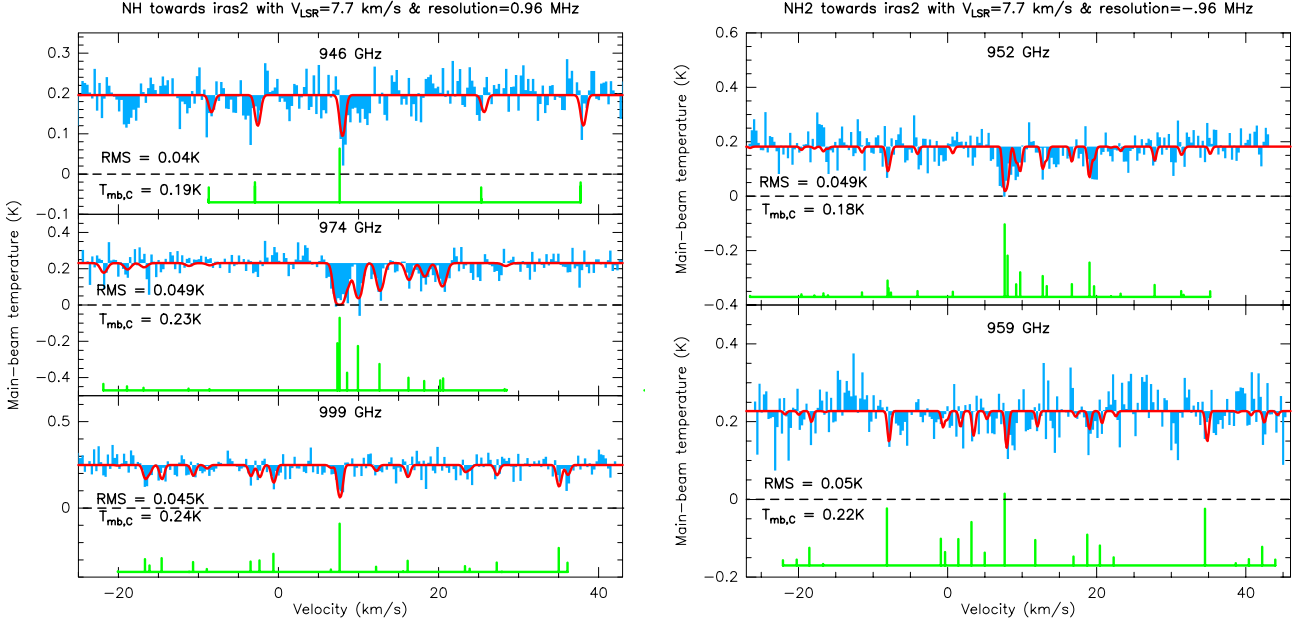 NH towards iras2 with V_LSR=7.7 km/s & resolution=0.96 MHz
Main−beam temperature (K)
946 GHz
0.3
0.2
0.1
0
−0.1
RMS = 0.04K
T_mb,C = 0.19K
974 GHz
0.4
0.2
0
−0.2
−0.4
RMS = 0.049K
T_mb,C = 0.23K
999 GHz
0.5
0
RMS = 0.045K
T_mb,C = 0.24K
−20 0 20 40
Velocity (km/s)
NH2 towards iras2 with V_LSR=7.7 km/s & resolution=−.96 MHz
Main−beam temperature (K)
952 GHz
0.6
0.4
0.2
0
−0.2
−0.4
RMS = 0.049K
T_mb,C = 0.18K
Main−beam temperature (K)
959 GHz
0.4
0.2
0
−0.2
RMS = 0.05K
T_mb,C = 0.22K
−20 0 20 40
Velocity (km/s)